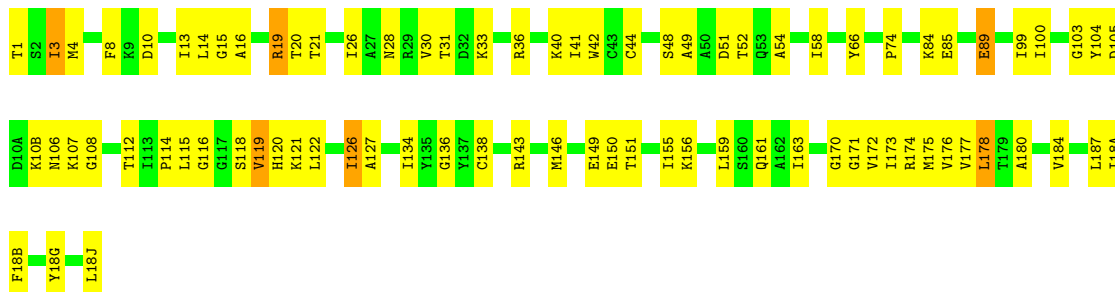 T1 S2 I3 M4 F8 K9 D10 I13 L14 G15 A16 R19 T20 T21 I26 A27 N28 R29 V30 T31 D32 K33 R36 K40 I41 W42 C43 C44 S48 A49 A50 D51 T52 Q53 A54 I58 Y66 P74 K84 E85 E89 I99 I100 G103 Y104
D10A K10B N106 K107 G108 T112 I113 P114 L115 G116 G117 S118 V119 H120 K121 L122 I126 A127 I134 Y135 G136 Y137 C138 R143 M146 E149 E150 T151 I155 K156 L159 S160 Q161 A162 I163 G170 G171 V172 I173 R174 M175 V176 V177 L178 T179 A180 V184 L187
F18B Y18G L18J